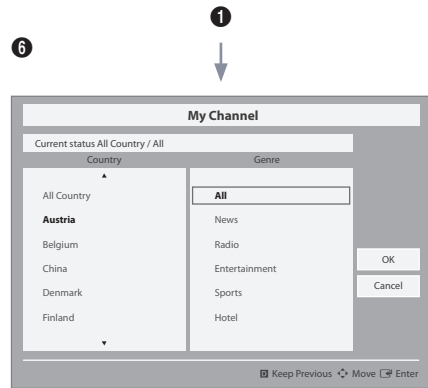 ❶
❻
My Channel
Current status All Country / All
Country Genre
▲
All Country All
Austria News
Belgium Radio
China Entertainment
Denmark Sports
Finland Hotel
▼
OK
Cancel
D Keep Previous Move Enter